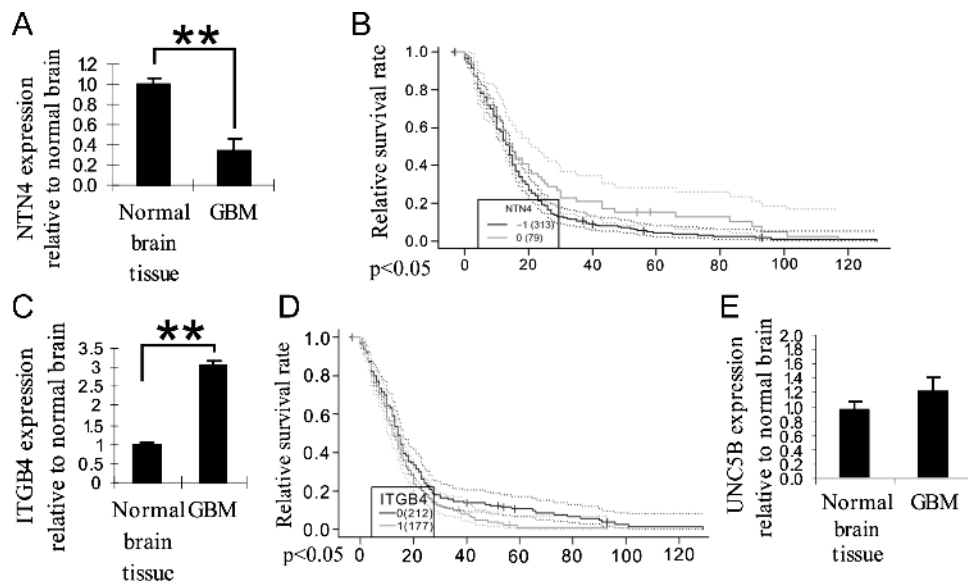 A
NTN4 expression
relative to normal brain
1.2
1.0
0.8
0.6
0.4
0.2
0.0
**
Normal GBM
brain
tissue
B
Relative survival rate
1.0
0.8
0.6
0.4
0.2
0.0
NTN4
−1 (313)
0 (79)
p<0.05
0 20 40 60 80 100 120
C
ITGB4 expression
relative to normal brain
3.5
3
2.5
2
1.5
1
0.5
0
**
Normal GBM
brain
tissue
D
Relative survival rate
1.0
0.8
0.6
0.4
0.2
0.0
ITGB4
0(212)
1(177)
p<0.05
0 20 40 60 80 100 120
E
UNC5B expression
relative to normal brain
2.0
1.8
1.6
1.4
1.2
1.0
0.8
0.6
0.4
0.2
0.0
Normal GBM
brain
tissue